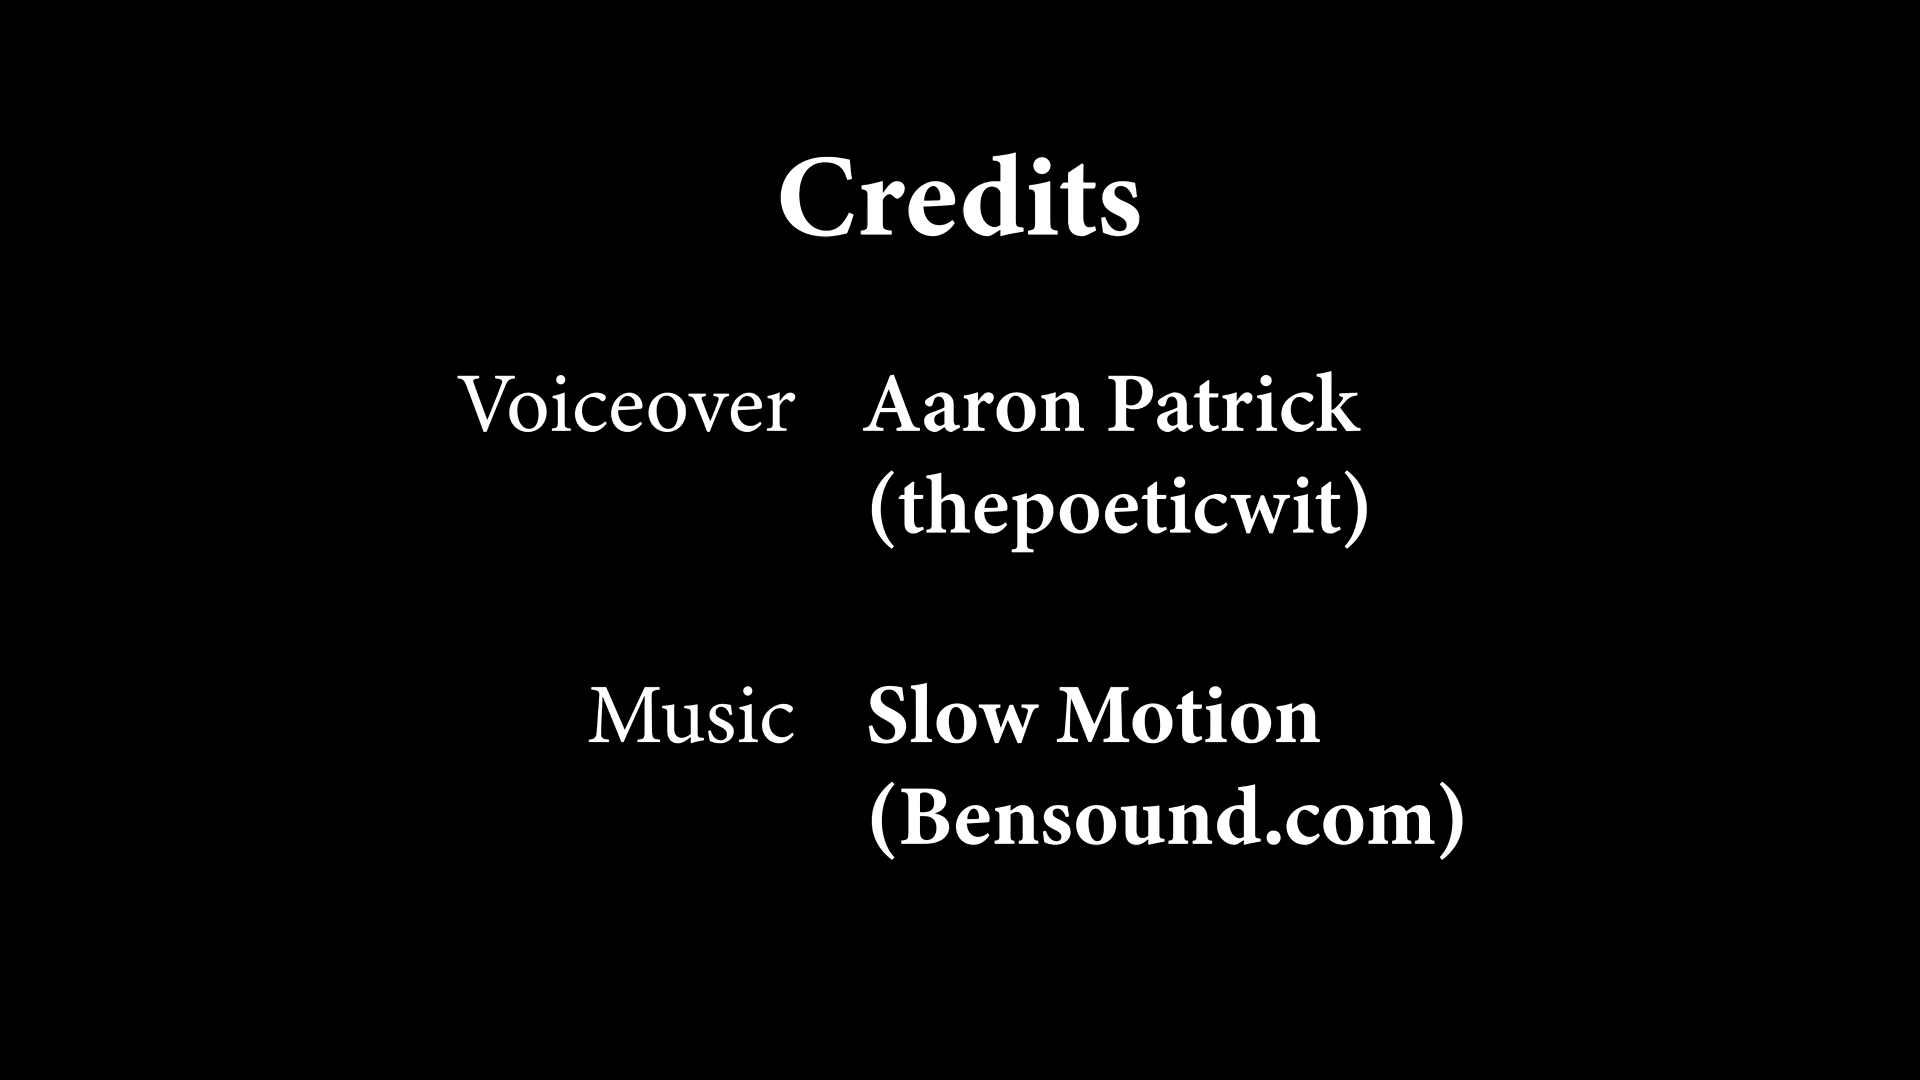 Credits
Voiceover Aaron Patrick
(thepoeticwit)
Music Slow Motion
(Bensound.com)